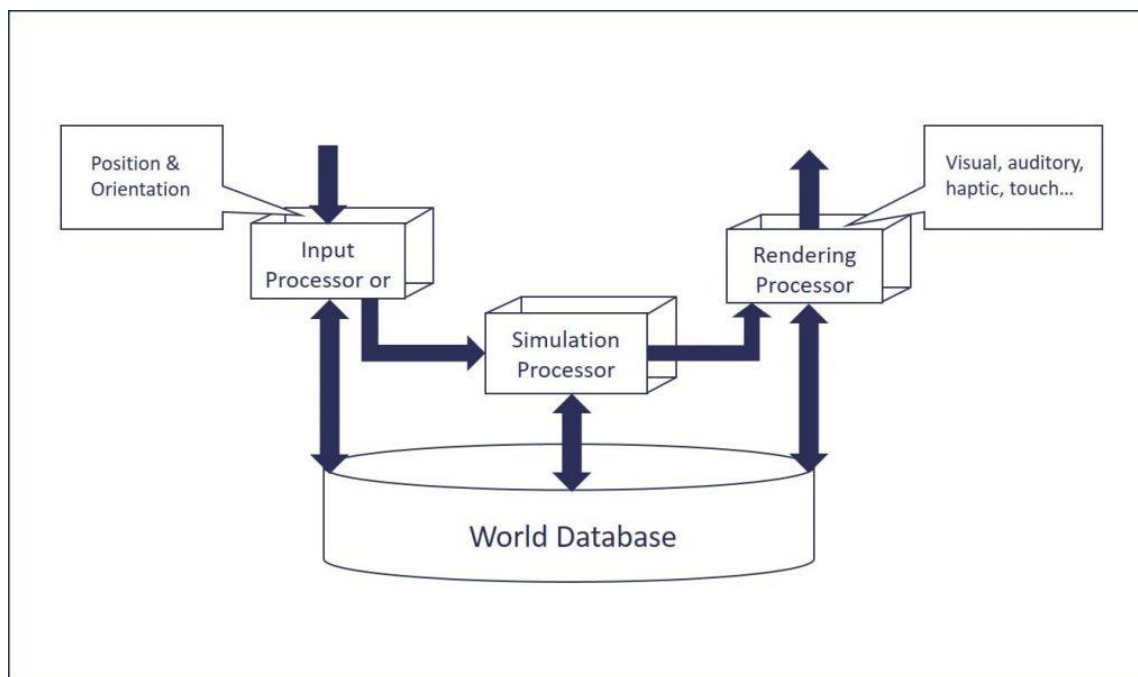 Position &
Orientation
Input
Processor or
Simulation
Processor
Visual, auditory,
haptic, touch...
Rendering
Processor
World Database